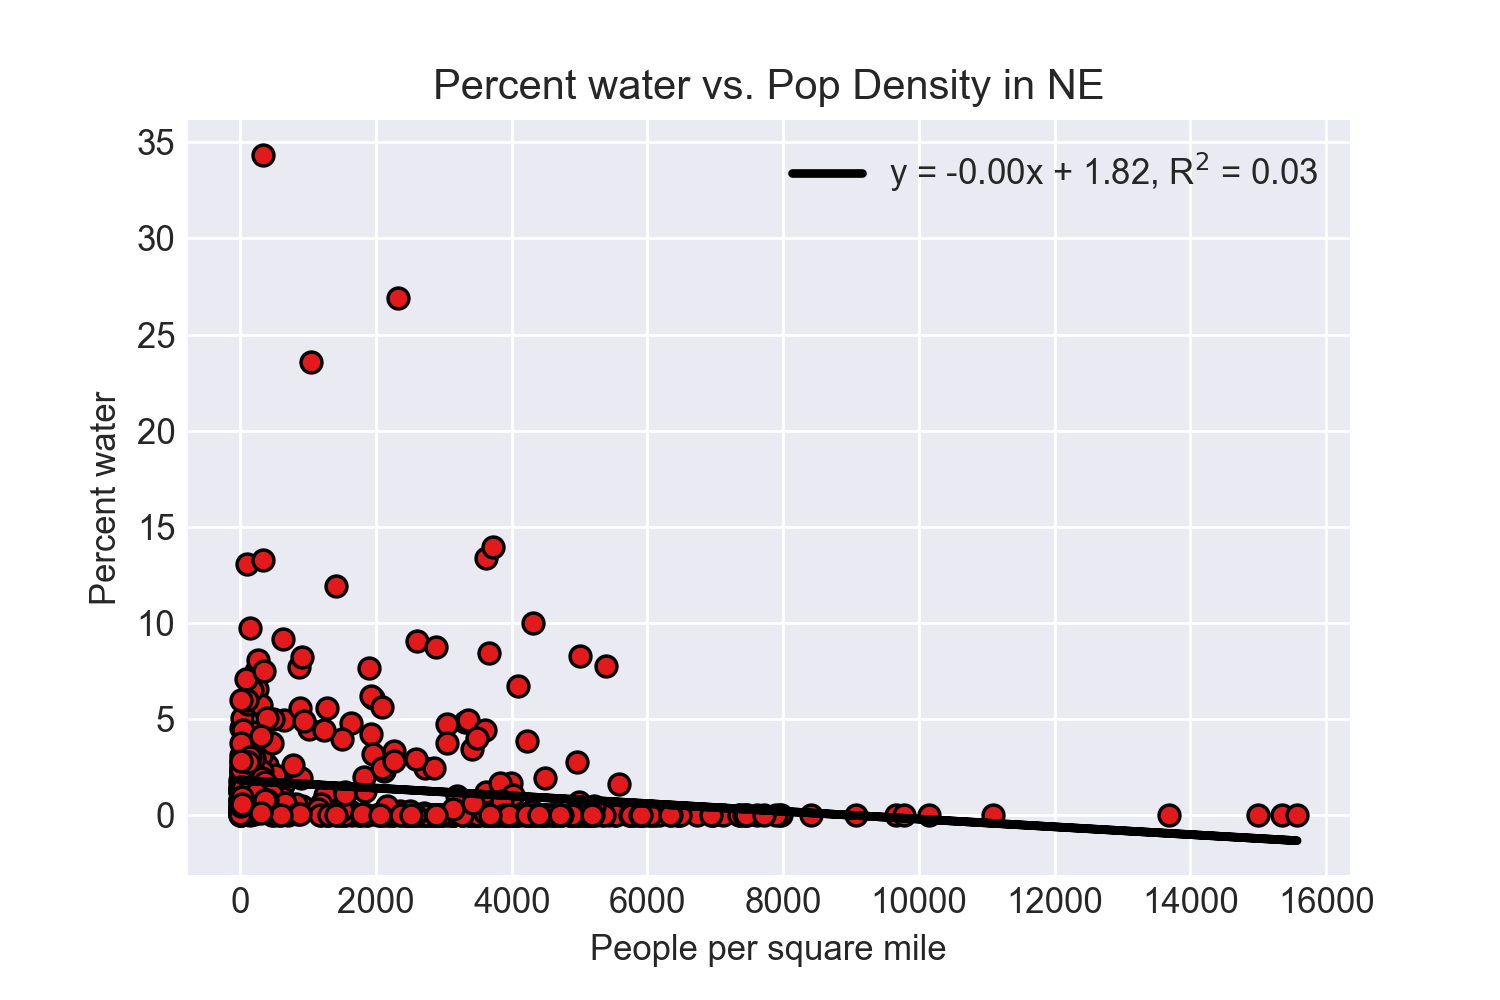 Percent water vs. Pop Density in NE
y = -0.00x + 1.82, R² = 0.03
35
30
25
20
15
10
5
0
Percent water
0 2000 4000 6000 8000 10000 12000 14000 16000
People per square mile